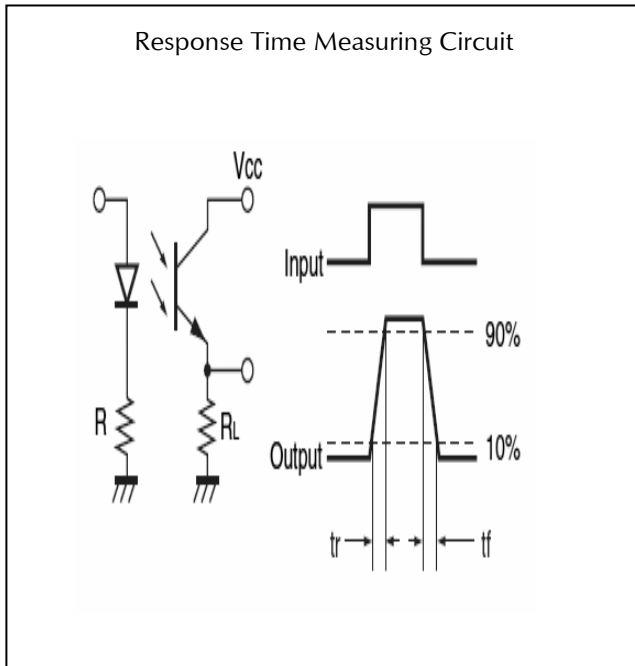 Response Time Measuring Circuit
Vcc
Input
90%
R
RL
Output
10%
tr
tf